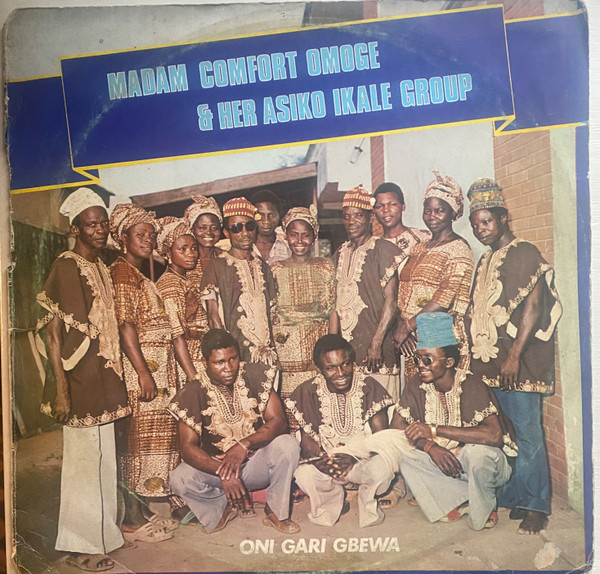 MADAM COMFORT OMOGE
& HER ASIKO IKALE GROUP
ONI GARI GBEWA